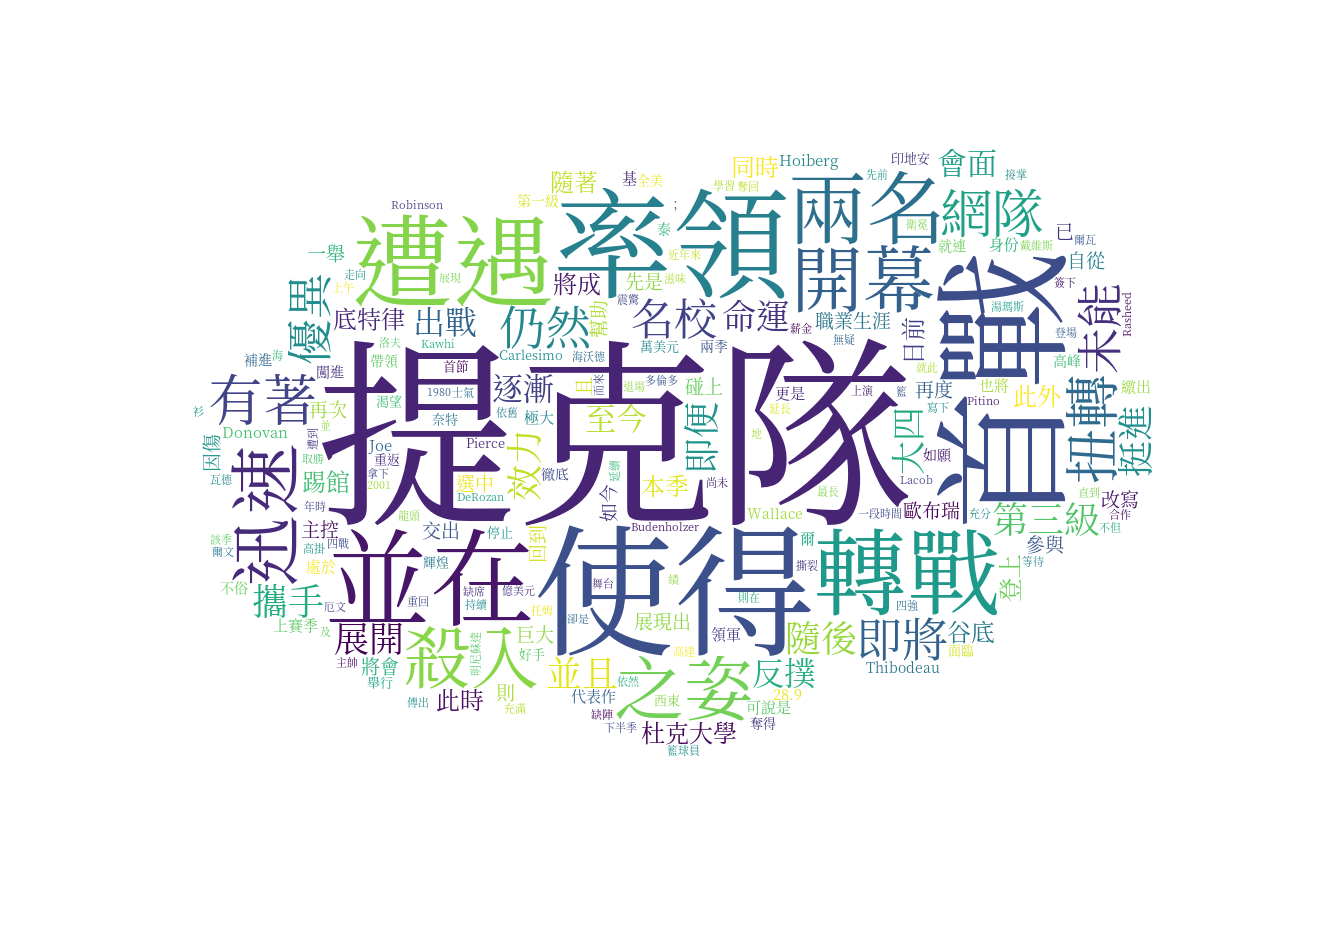 同時
Hoiberg
印地安
會面
接掌
先前
隨著
基
全美
學習
奪回
第一級
Robinson
;
率領
兩名
網隊
衛冕
就連
身份
戴維斯
已
爾瓦
自從
泰
近年來
滋味
遭遇
展現
一舉
走向
上午
優異
將成
先是
震驚
開幕
簽下
湯瑪斯
登場
未能
Rasheed
底特律
出戰
仍然
幫助
名校
命運
薪金
職業生涯
無疑
日前
實戰
高峰
補進
海
洛夫
Kawhi
Carlesimo
海沃德
萬美元
兩季
闖進
帶領
首節
提克隊
就此
有著
渴望
1980
士氣
逐漸
且
而來
退場
多倫多
碰上
更是
上演
籃
再度
也將
Pitino
此外
扭轉
繳出
衫
再次
並
奈特
依舊
極大
至今
延長
寫下
挺進
Donovan
遭到
Joe
Pierce
地
因傷
取勝
重返
效力
即便
大四
如願
瓦德
連
踢館
拿下
2001
選中
徹底
延續
本季
尚未
Lacob
直到
DeRozan
最長
年時
龍頭
如今
Wallace
一段時間
歐布瑞
充分
改寫
合作
主控
交出
停止
回到
Budenholzer
第三級
不但
該季
爾文
高掛
四戰
並在
使得
爾
轉戰
參與
處於
輝煌
撕裂
等待
不俗
攜手
缺席
億美元
舞台
績
登上
厄文
重回
持續
托姆
卻是
則在
四強
上賽季
及
展開
殺入
巨大
展現出
領軍
隨後
即將
谷底
主帥
將會
明尼蘇達
好手
高達
面臨
舉行
並且
依然
之姿
反撲
Thibodeau
傳出
此時
則
充滿
代表作
西東
28.9
可說是
缺陣
下半季
杜克大學
奪得
籃球員